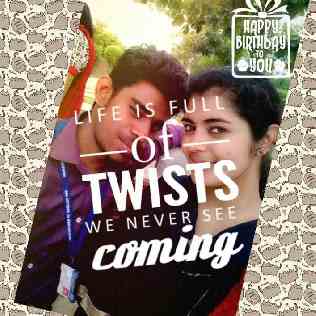 HAPPY
BIRTHDAY
TO
YOU
LIFE IS FULL
of
TWISTS
WE NEVER SEE
coming